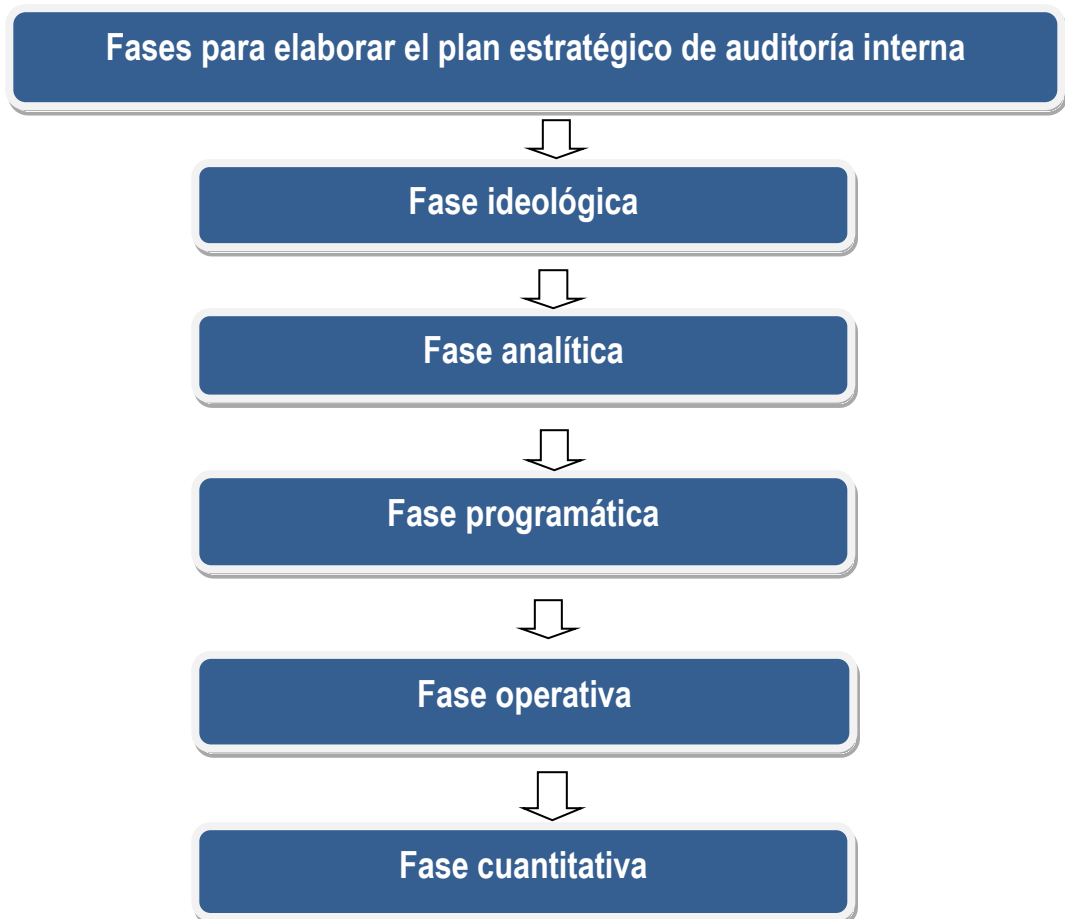 Fases para elaborar el plan estratégico de auditoría interna
Fase ideológica
Fase analítica
Fase programática
Fase operativa
Fase cuantitativa